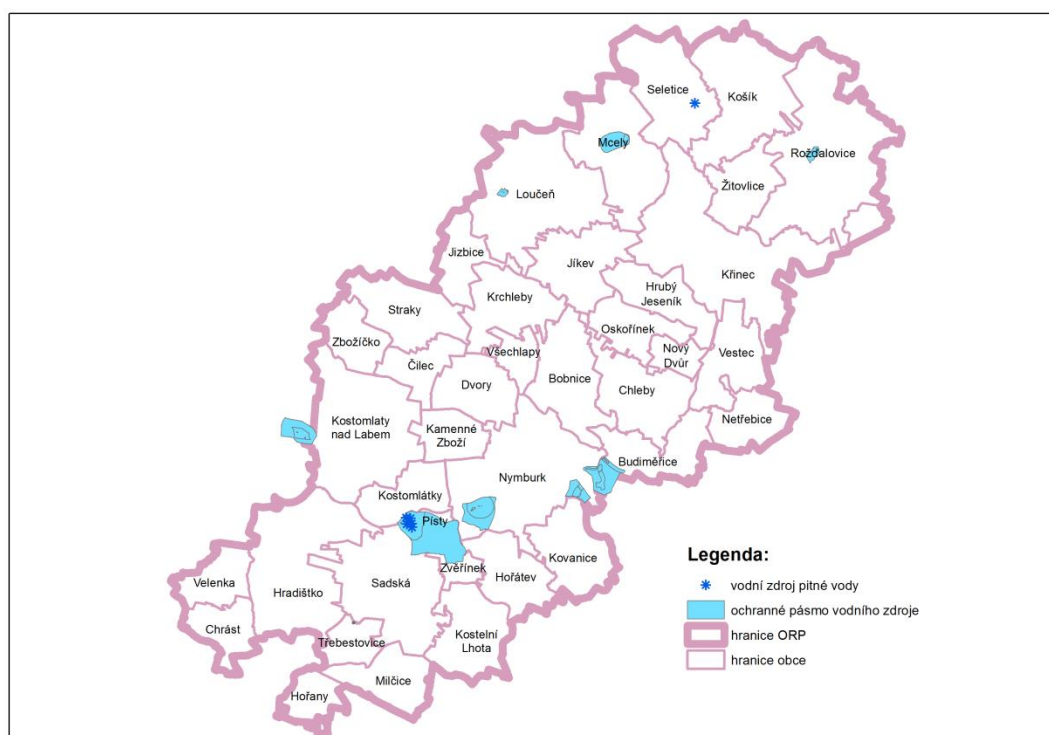 Seletice
Košík
Mcely
Roždalovice
Žitovlice
Loučeň
Jizbice
Jíkev
Křinec
Hrubý
Jeseník
Krchleby
Straky
Oskořínek
Zbožíčko
Všechlapy
Nový
Dvůr
Vestec
Čilec
Dvory
Bobnice
Chleby
Kostomlaty
nad Labem
Kamenné
Zboží
Netřebice
Budiměřice
Nymburk
Kostomlátky
Písty
Kovanice
Zvěřínek
Hořátev
Velenka
Hradištko
Sadská
Chrást
Třebestovice
Kostelní
Lhota
Milčice
Hořany
Legenda:
vodní zdroj pitné vody
ochranné pásmo vodního zdroje
hranice ORP
hranice obce